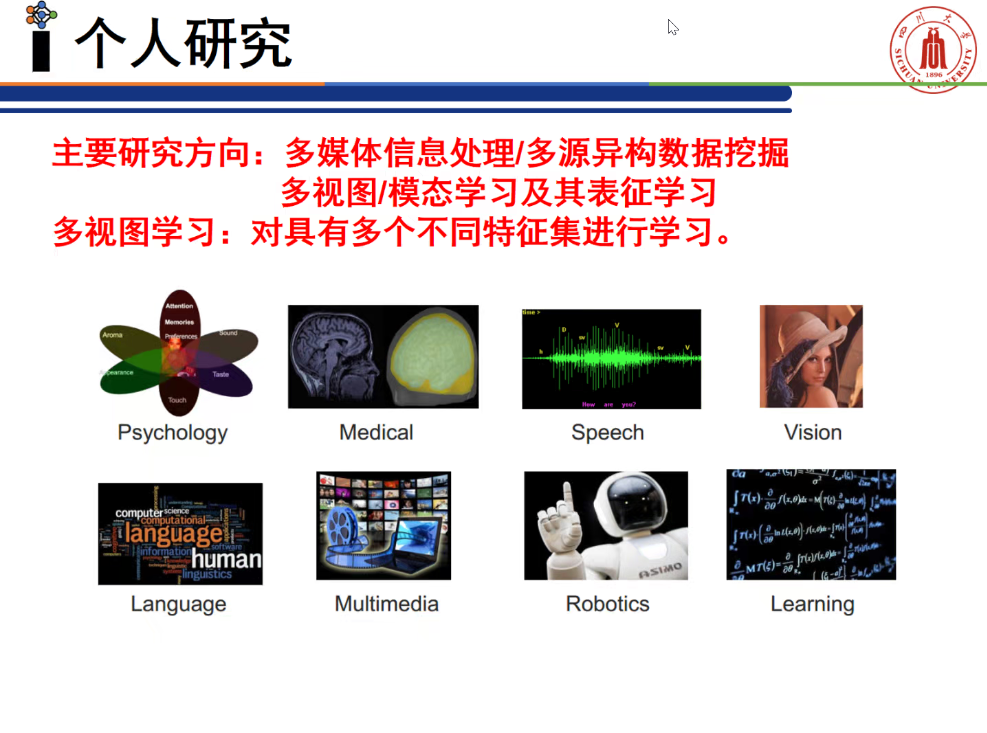 个人研究
四川大学
SICHUAN UNIVERSITY
1896
主要研究方向：多媒体信息处理/多源异构数据挖掘
多视图/模态学习及其表征学习
多视图学习：对具有多个不同特征集进行学习。
Attention
Memories
Preferences
Aroma
Sound
Appearance
Taste
Touch
time >
D
V
sv
h
sv
V
How are you?
Psychology
Medical
Speech
Vision
computer science
computational
language
information
software
human
linguistics
ASIMO
Language
Multimedia
Robotics
Learning